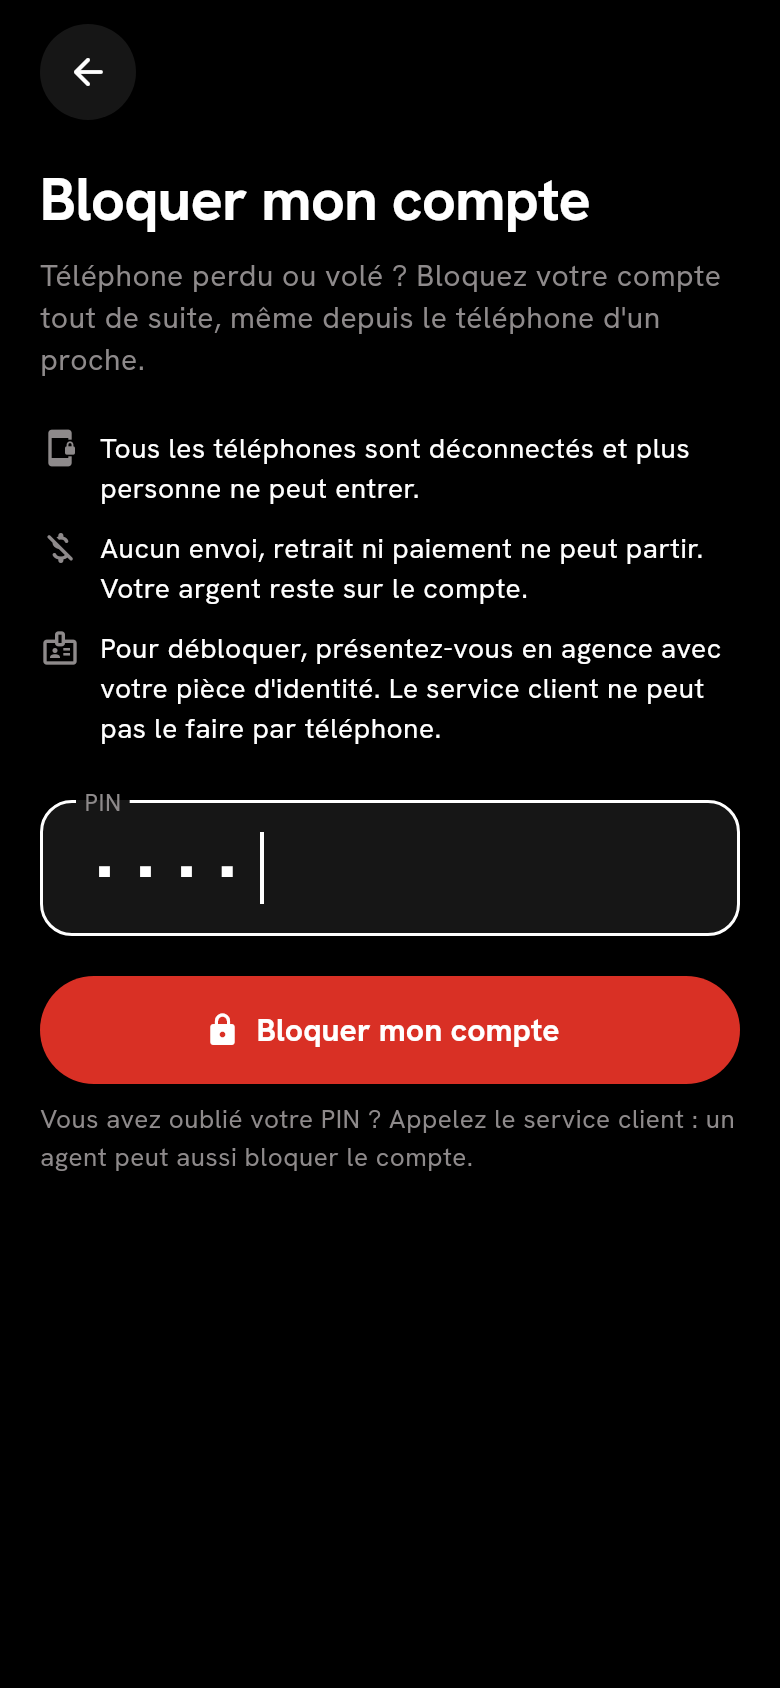 Bloquer mon compte
Téléphone perdu ou volé ? Bloquez votre compte
tout de suite, même depuis le téléphone d'un
proche.
Tous les téléphones sont déconnectés et plus
personne ne peut entrer.
Aucun envoi, retrait ni paiement ne peut partir.
Votre argent reste sur le compte.
Pour débloquer, présentez-vous en agence avec
votre pièce d'identité. Le service client ne peut
pas le faire par téléphone.
PIN
Bloquer mon compte
Vous avez oublié votre PIN ? Appelez le service client : un
agent peut aussi bloquer le compte.